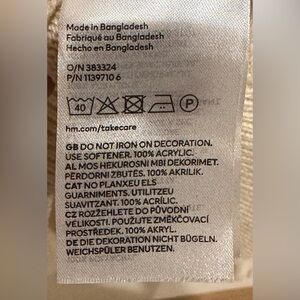 Made in Bangladesh
Fabriqué au Bangladesh
Hecho en Bangladesh
O/N 383324
P/N 1139710 6
40
P
hm.com/takecare
GB DO NOT IRON ON DECORATION.
USE SOFTENER. 100% ACRYLIC.
AL MOS HEKUROSNI MBI DEKORIMET.
PËRDORNI ZBUTËS. 100% AKRILIK.
CAT NO PLANXEU ELS
GUARNIMENTS. UTILITZEU
SUAVITZANT. 100% ACRÍLIC.
CZ ROZŽEHLETE DO PŮVODNÍ
VELIKOSTI. POUŽIJTE ZMĚKČOVACÍ
PROSTŘEDEK. 100% AKRYL.
DE DIE DEKORATION NICHT BÜGELN.
WEICHSPÜLER BENUTZEN.